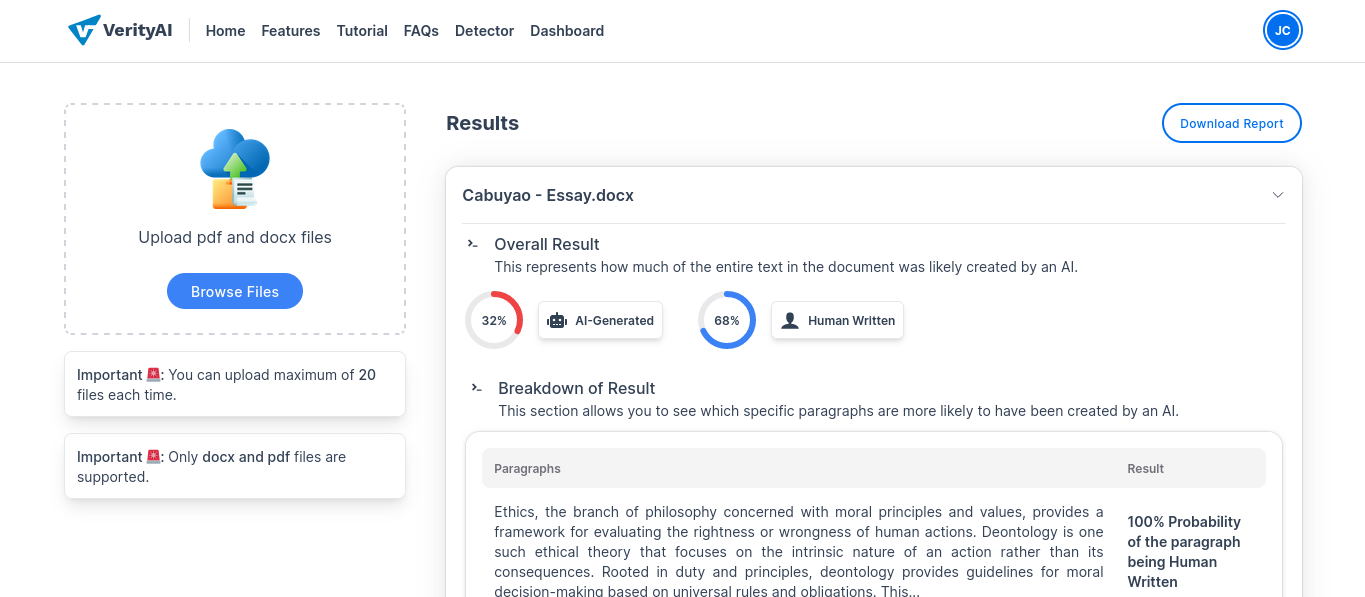 VerityAI
Home Features Tutorial FAQs Detector Dashboard
JC
Upload pdf and docx files
Browse Files
Important 🚨: You can upload maximum of 20
files each time.
Important 🚨: Only docx and pdf files are
supported.
Results
Download Report
Cabuyao - Essay.docx
Overall Result
This represents how much of the entire text in the document was likely created by an AI.
32%
AI-Generated
68%
Human Written
Breakdown of Result
This section allows you to see which specific paragraphs are more likely to have been created by an AI.
Paragraphs
Result
Ethics, the branch of philosophy concerned with moral principles and values, provides a
framework for evaluating the rightness or wrongness of human actions. Deontology is one
such ethical theory that focuses on the intrinsic nature of an action rather than its
consequences. Rooted in duty and principles, deontology provides guidelines for moral
decision-making based on universal rules and obligations. This...
100% Probability
of the paragraph
being Human
Written